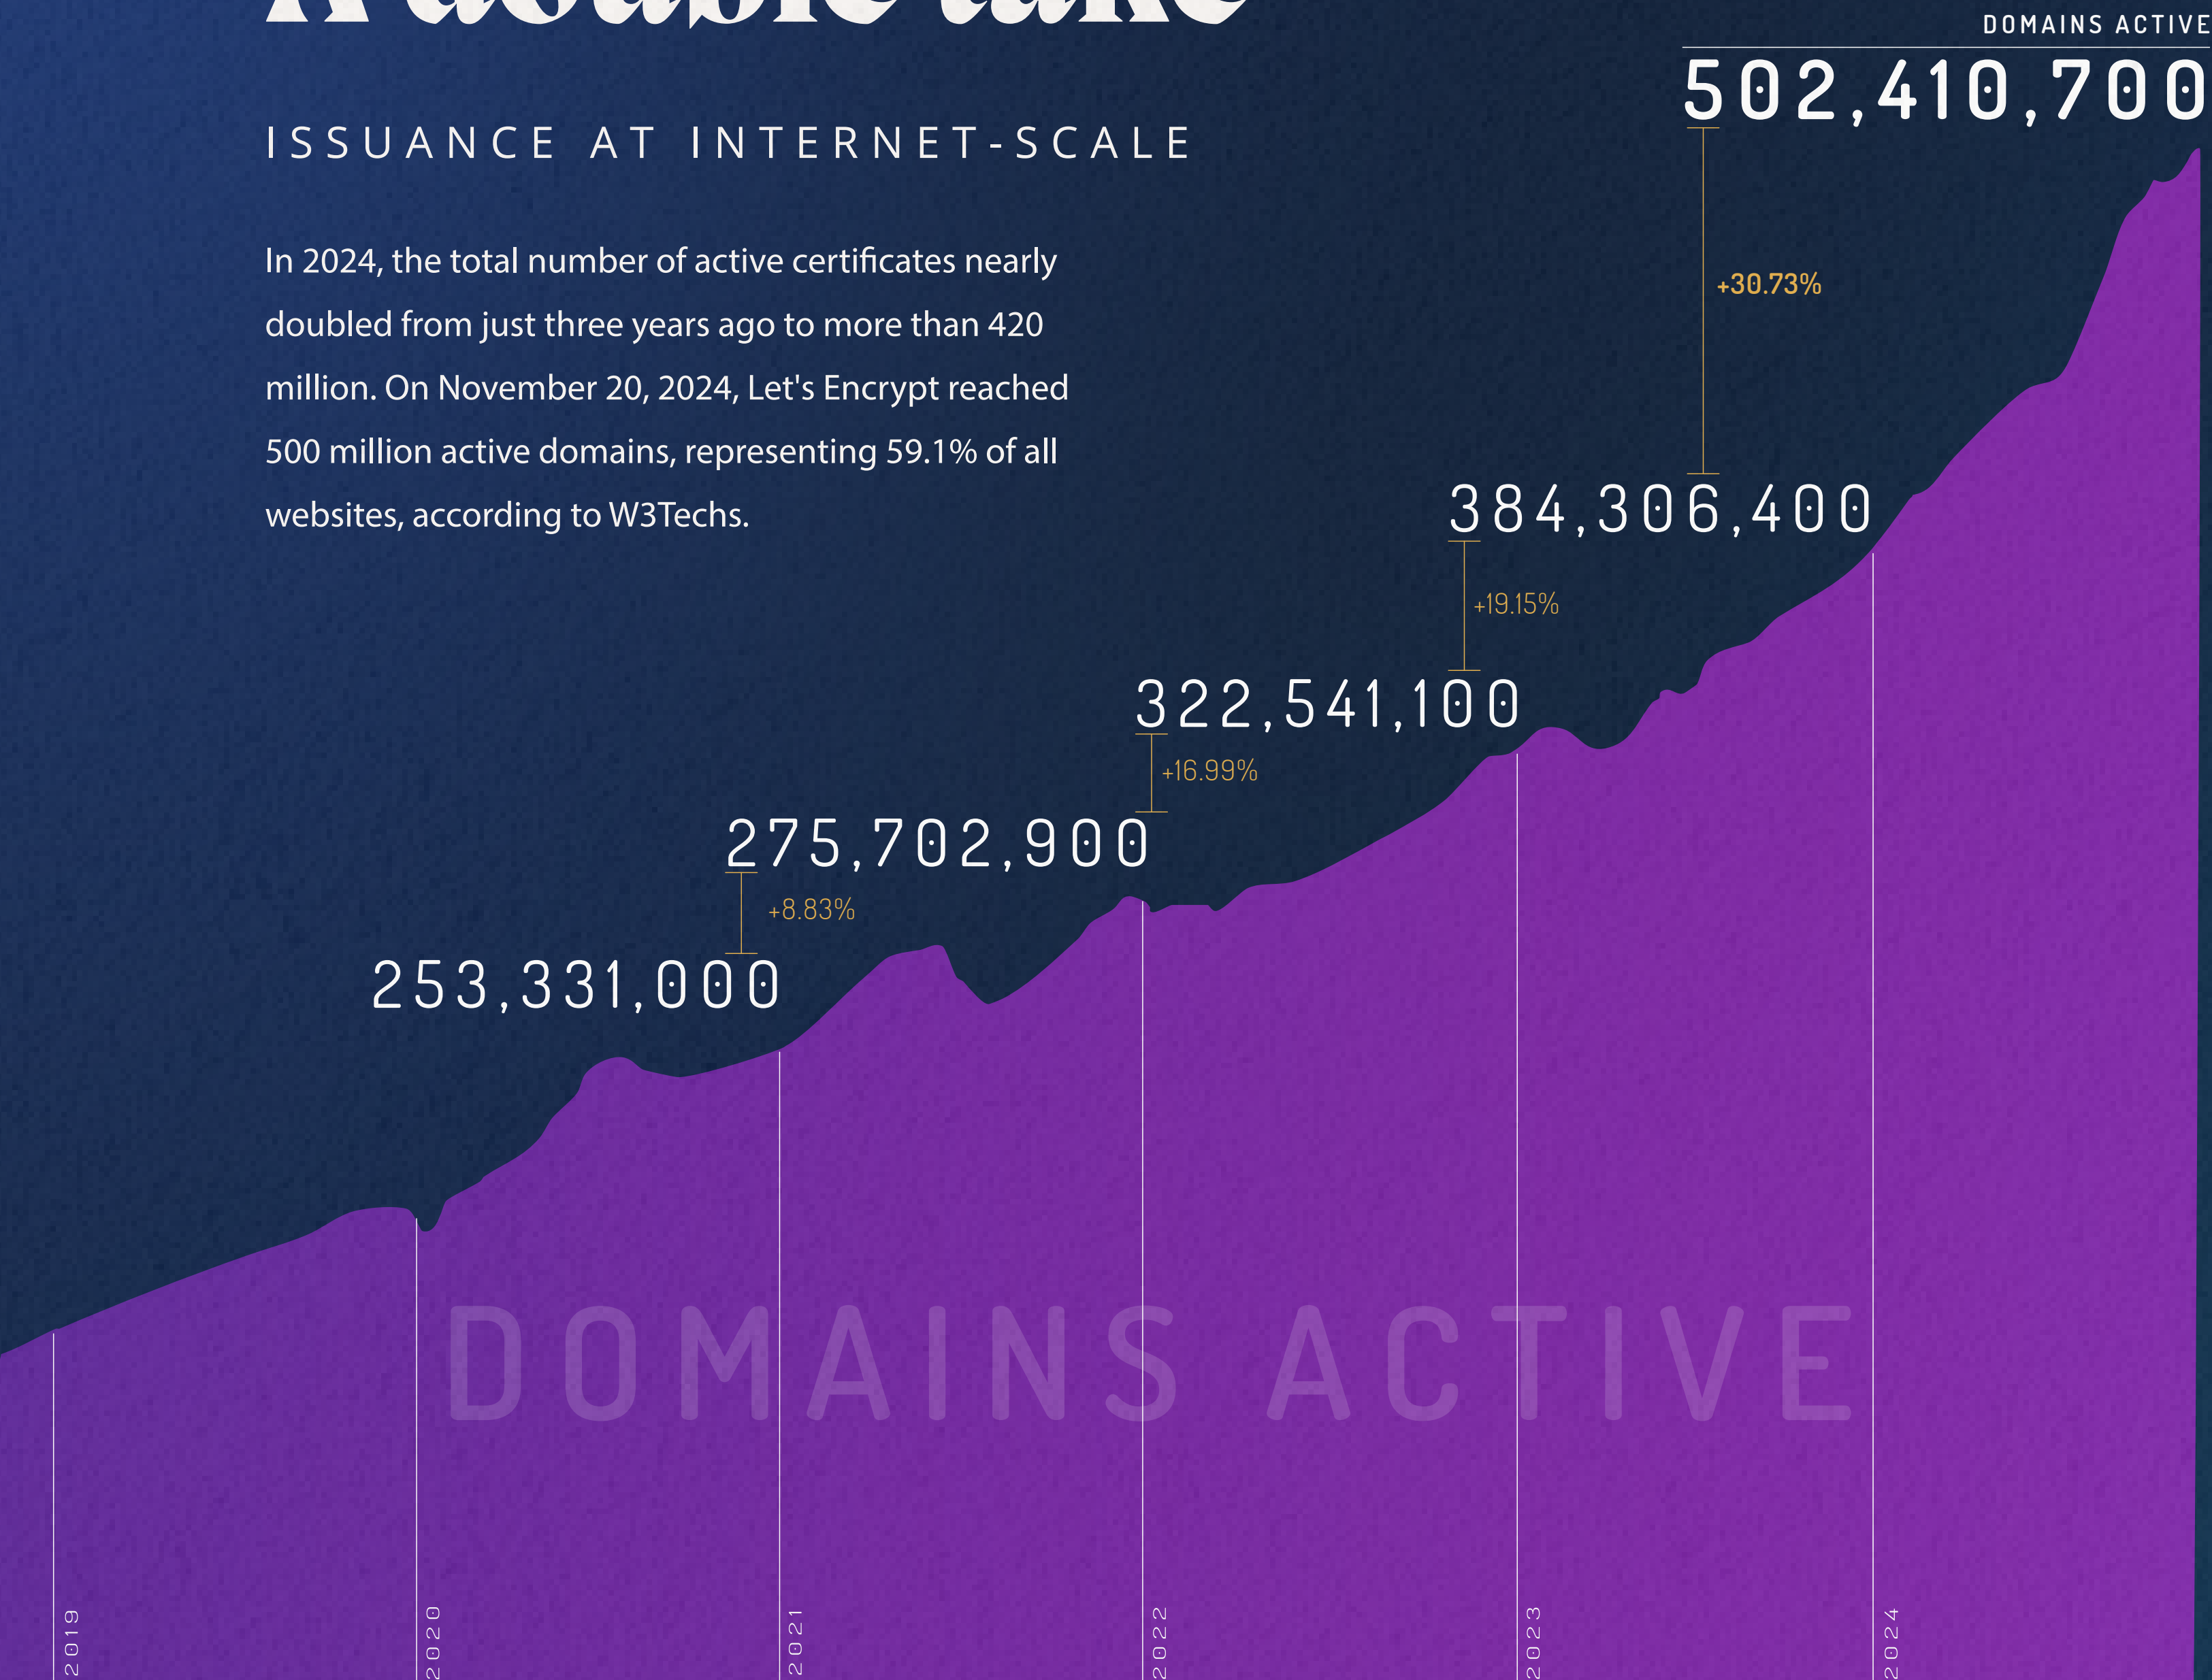 A double take
DOMAINS ACTIVE
502,410,700
ISSUANCE AT INTERNET-SCALE
In 2024, the total number of active certificates nearly
doubled from just three years ago to more than 420
million. On November 20, 2024, Let's Encrypt reached
500 million active domains, representing 59.1% of all
websites, according to W3Techs.
+30.73%
384,306,400
+19.15%
322,541,100
+16.99%
275,702,900
+8.83%
253,331,000
DOMAINS ACTIVE
2019
2020
2021
2022
2023
2024